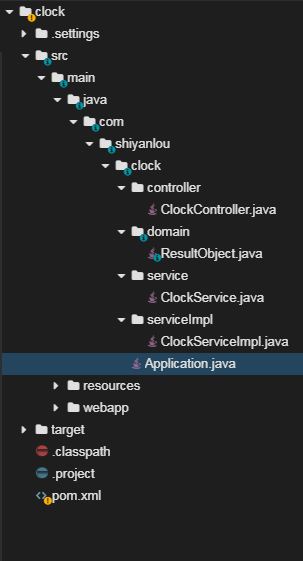 clock
.settings
src
main
java
com
shiyanlou
clock
controller
ClockController.java
domain
ResultObject.java
service
ClockService.java
serviceImpl
ClockServiceImpl.java
Application.java
resources
webapp
target
.classpath
.project
pom.xml